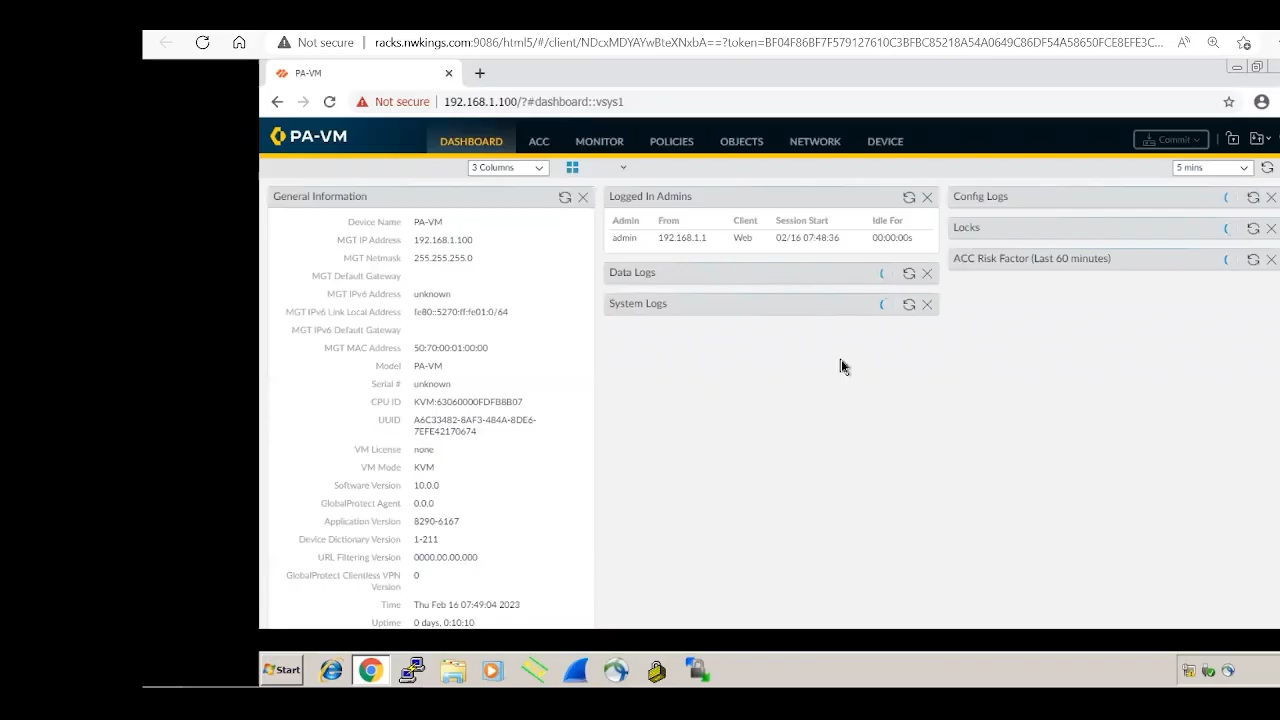 Not secure racks.nwkings.com:9086/html5/#/client/NDcxMDYAYwBteXNxbA==?token=BF04F86BF7F579127610C3BFBC85218A54A0649C86DF54A58650FCE8EFE3C...
PA-VM
Not secure 192.168.1.100/?#dashboard::vsys1
PA-VM DASHBOARD ACC MONITOR POLICIES OBJECTS NETWORK DEVICE Commit
3 Columns 5 mins
General Information
Device Name PA-VM
MGT IP Address 192.168.1.100
MGT Netmask 255.255.255.0
MGT Default Gateway
MGT IPv6 Address unknown
MGT IPv6 Link Local Address fe80::5270:ff:fe01:0/64
MGT IPv6 Default Gateway
MGT MAC Address 50:70:00:01:00:00
Model PA-VM
Serial # unknown
CPU ID KVM:63060000FDFB8B07
UUID A6C33482-8AF3-484A-8DE6-
7EFE42170674
VM License none
VM Mode KVM
Software Version 10.0.0
GlobalProtect Agent 0.0.0
Application Version 8290-6167
Device Dictionary Version 1-211
URL Filtering Version 0000.00.00.000
GlobalProtect Clientless VPN 0
Version
Time Thu Feb 16 07:49:04 2023
Uptime 0 days, 0:10:10
Logged In Admins
Admin From Client Session Start Idle For
admin 192.168.1.1 Web 02/16 07:48:36 00:00:00s
Data Logs
System Logs
Config Logs
Locks
ACC Risk Factor (Last 60 minutes)
Start